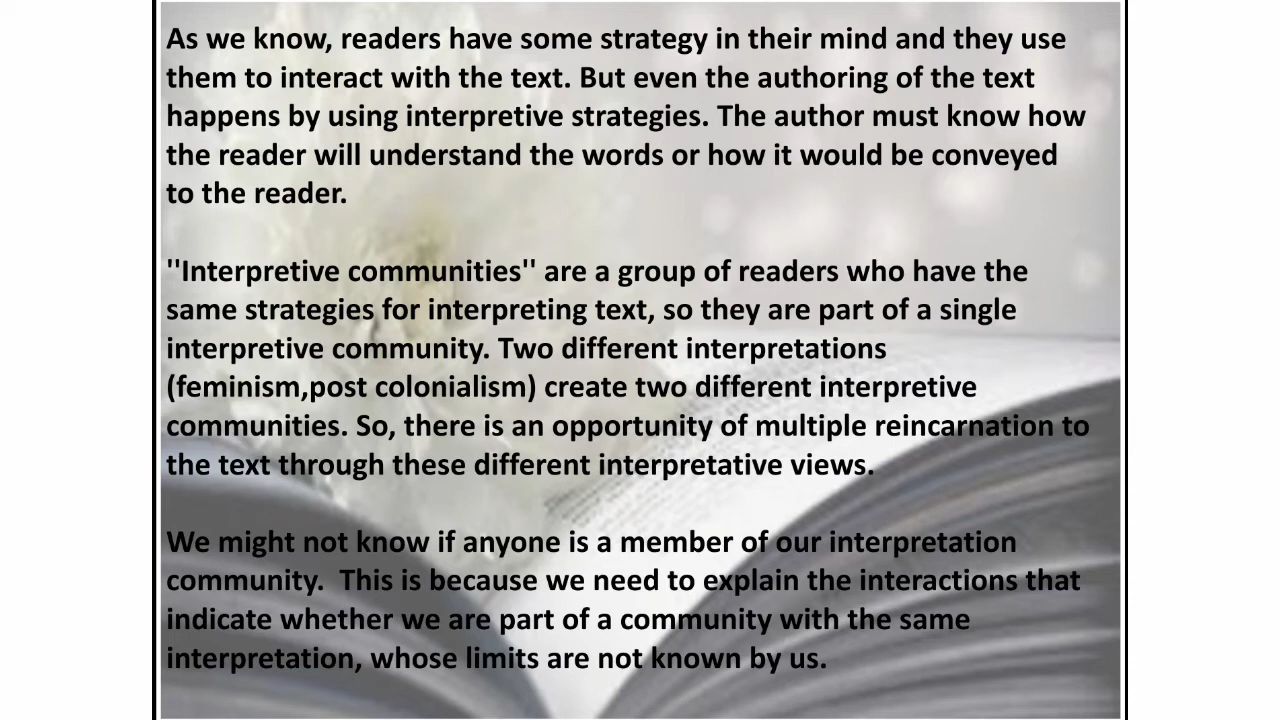 As we know, readers have some strategy in their mind and they use
them to interact with the text. But even the authoring of the text
happens by using interpretive strategies. The author must know how
the reader will understand the words or how it would be conveyed
to the reader.
''Interpretive communities'' are a group of readers who have the
same strategies for interpreting text, so they are part of a single
interpretive community. Two different interpretations
(feminism,post colonialism) create two different interpretive
communities. So, there is an opportunity of multiple reincarnation to
the text through these different interpretative views.
We might not know if anyone is a member of our interpretation
community.  This is because we need to explain the interactions that
indicate whether we are part of a community with the same
interpretation, whose limits are not known by us.